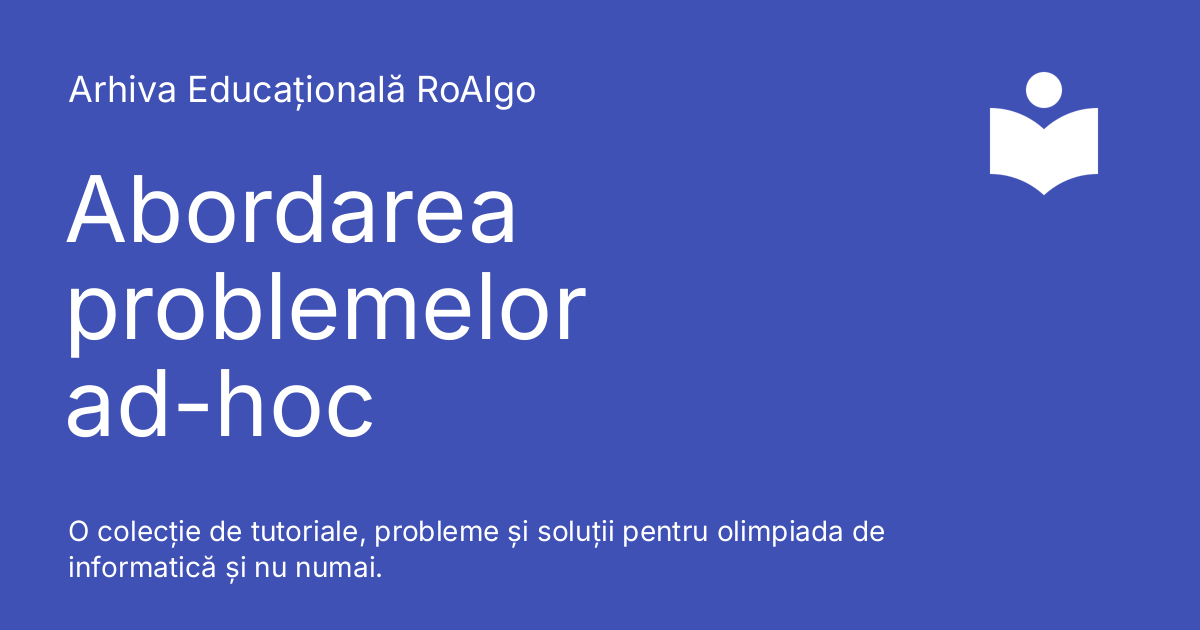 Arhiva Educațională RoAlgo
Abordarea
problemelor
ad-hoc
O colecție de tutoriale, probleme și soluții pentru olimpiada de
informatică și nu numai.